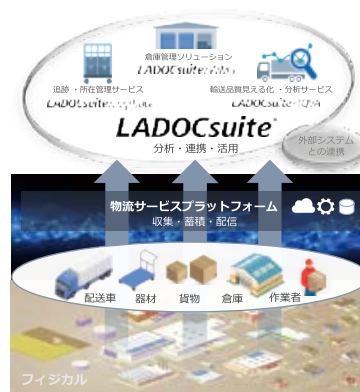 倉庫管理ソリューション
LADOCsuite/
追跡・所在管理サービス
輸送品質見える化・分析サービス
LADOCsuite/
LADOCsuite/
LADOCsuite
分析・連携・活用
外部システム
との連携
物流サービスプラットフォーム
収集・蓄積・配信
配送車 器材 貨物 倉庫 作業者
フィジカル